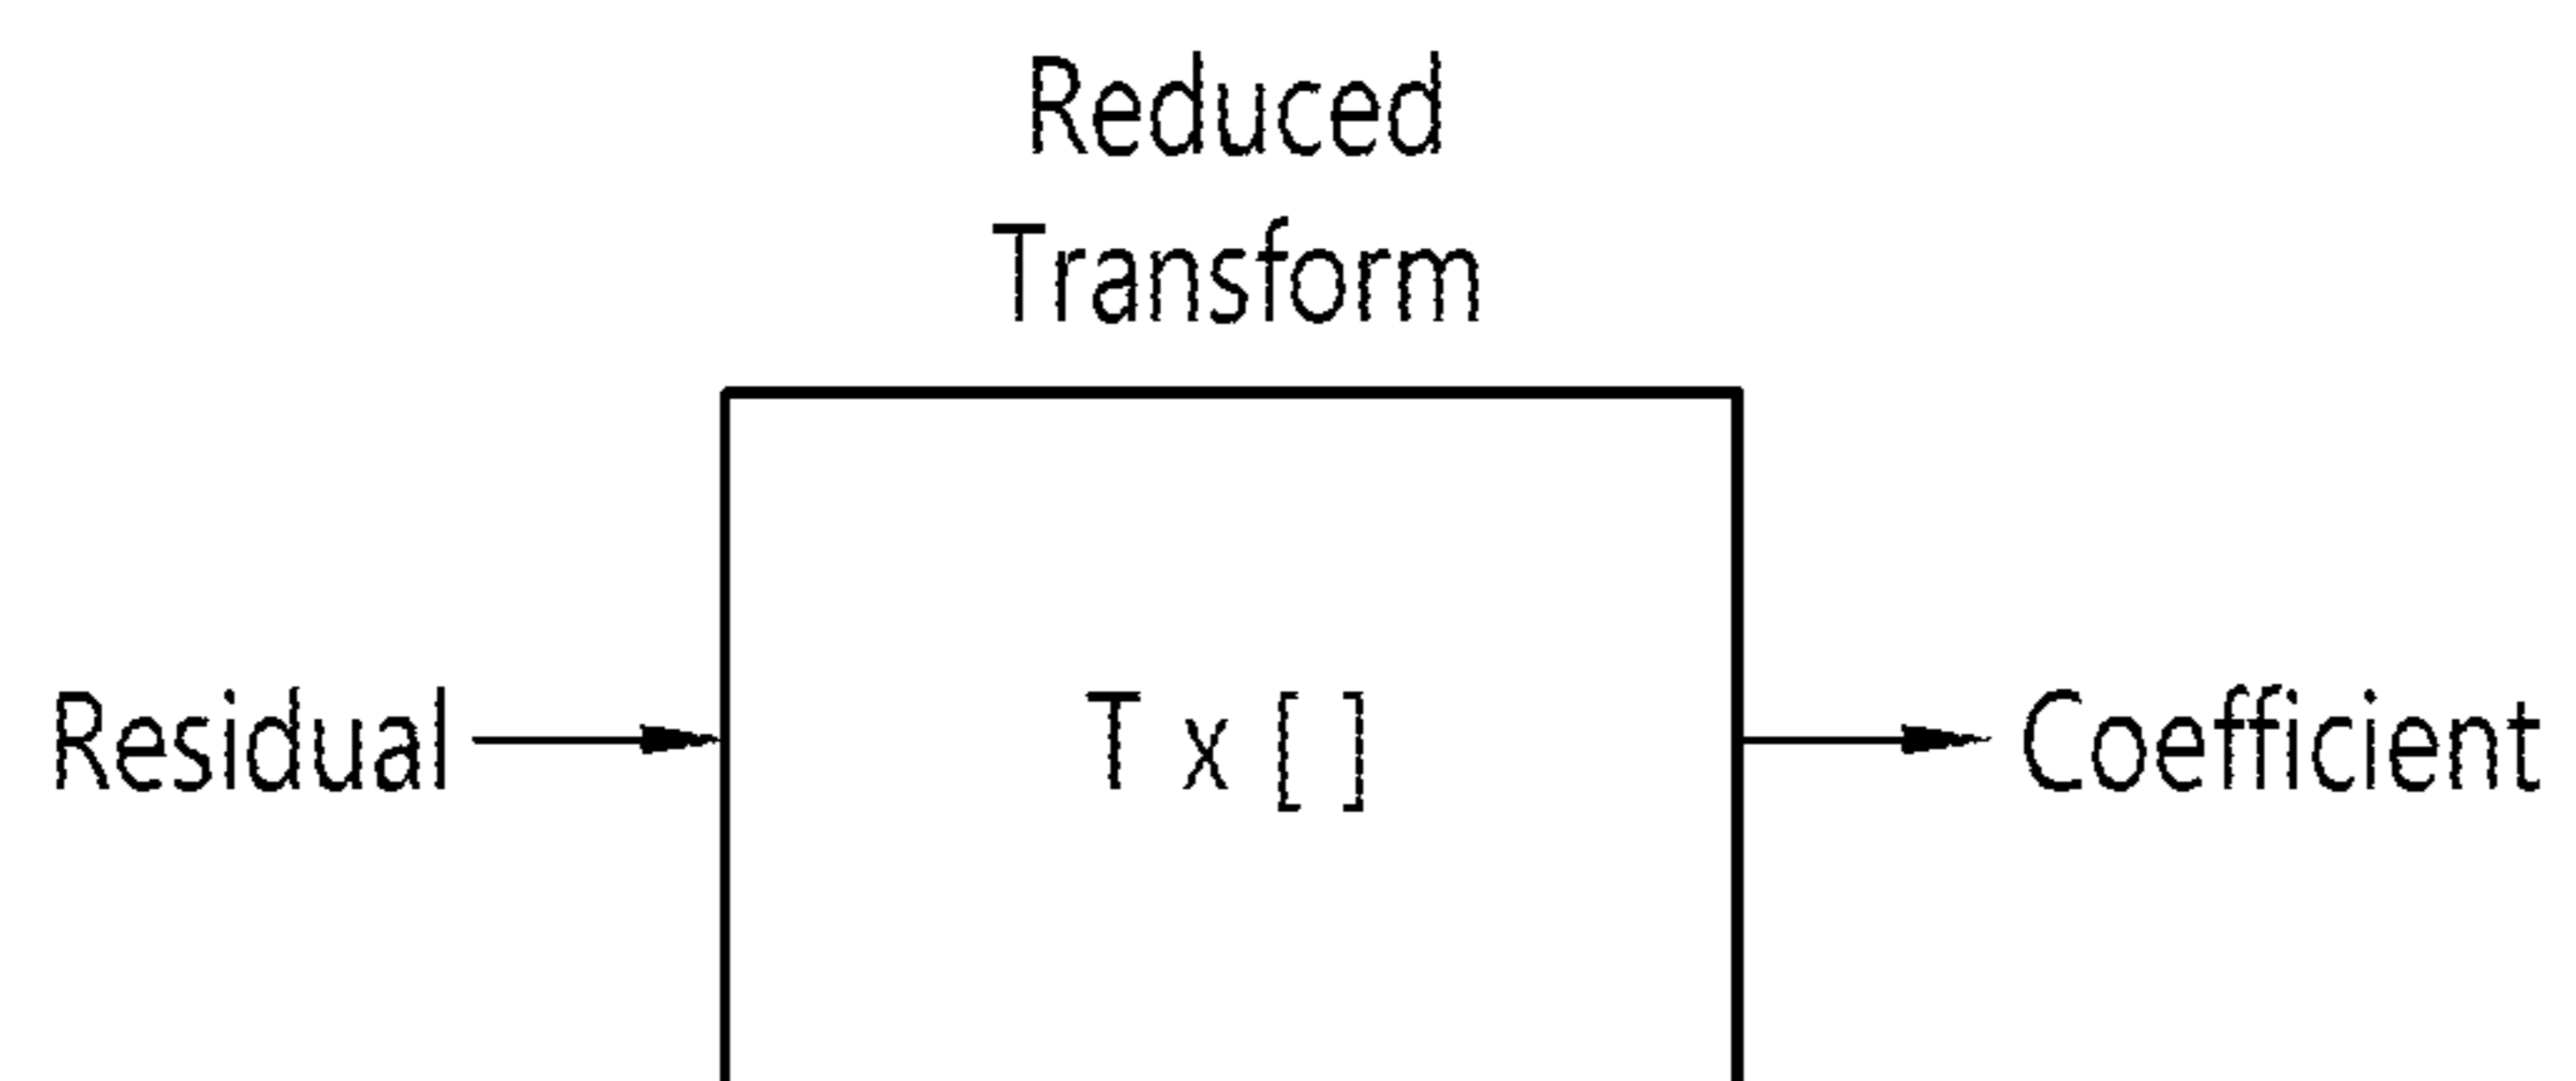 Reduced
Transform
Residual
T x [ ]
Coefficient